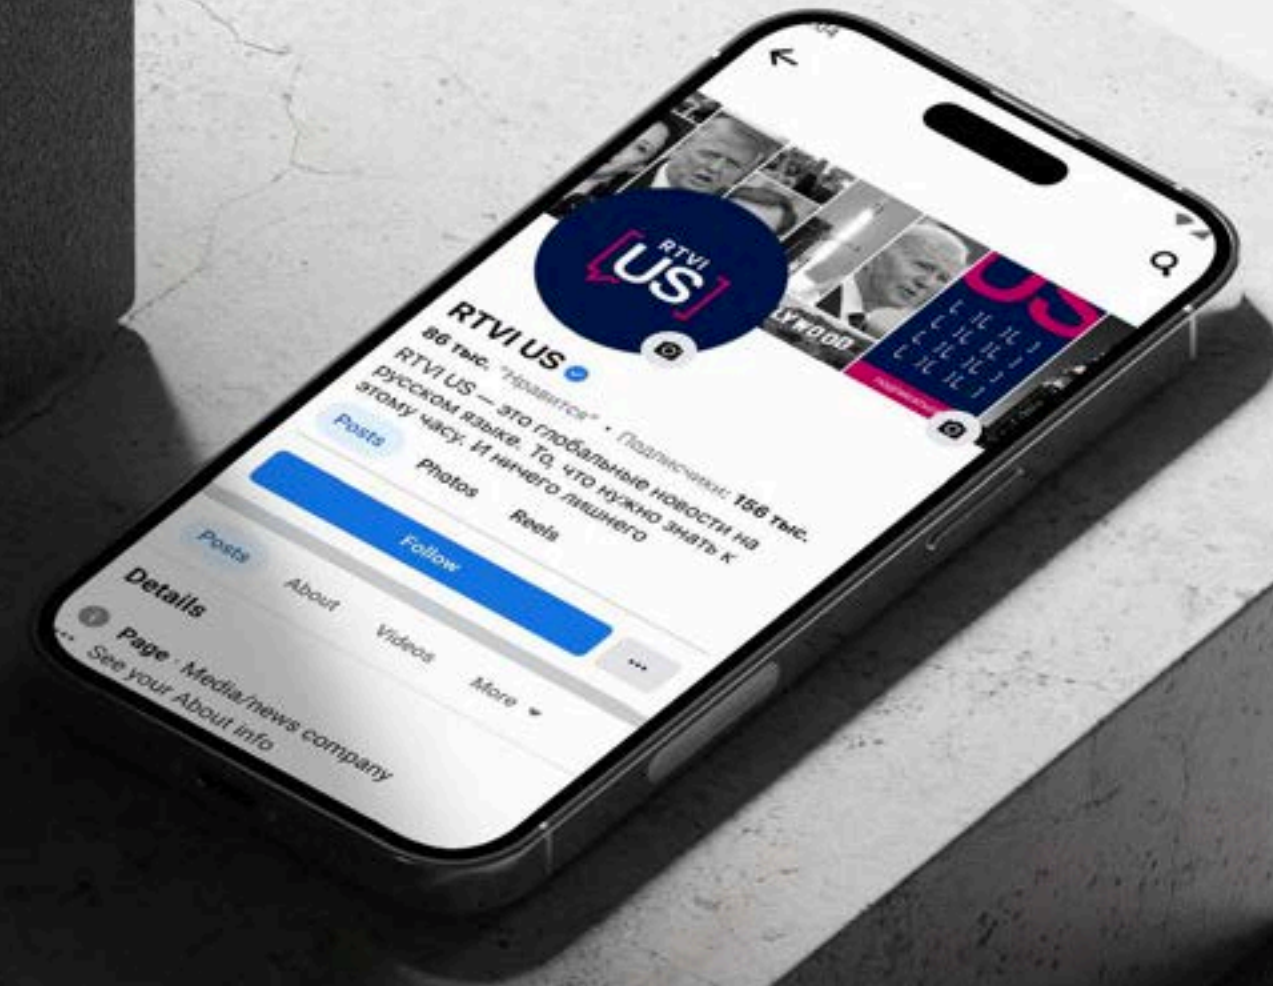 04
RTVI
US
LYWOOD
US
RTVI US
86 тыс. "Нравится" • Подписчики: 156 тыс.
RTVI US — это глобальные новости на
русском языке. То, что нужно знать к
этому часу. И ничего лишнего
Posts Photos Reels
Follow
Posts About Videos More
Details
Page · Media/news company
See your About info